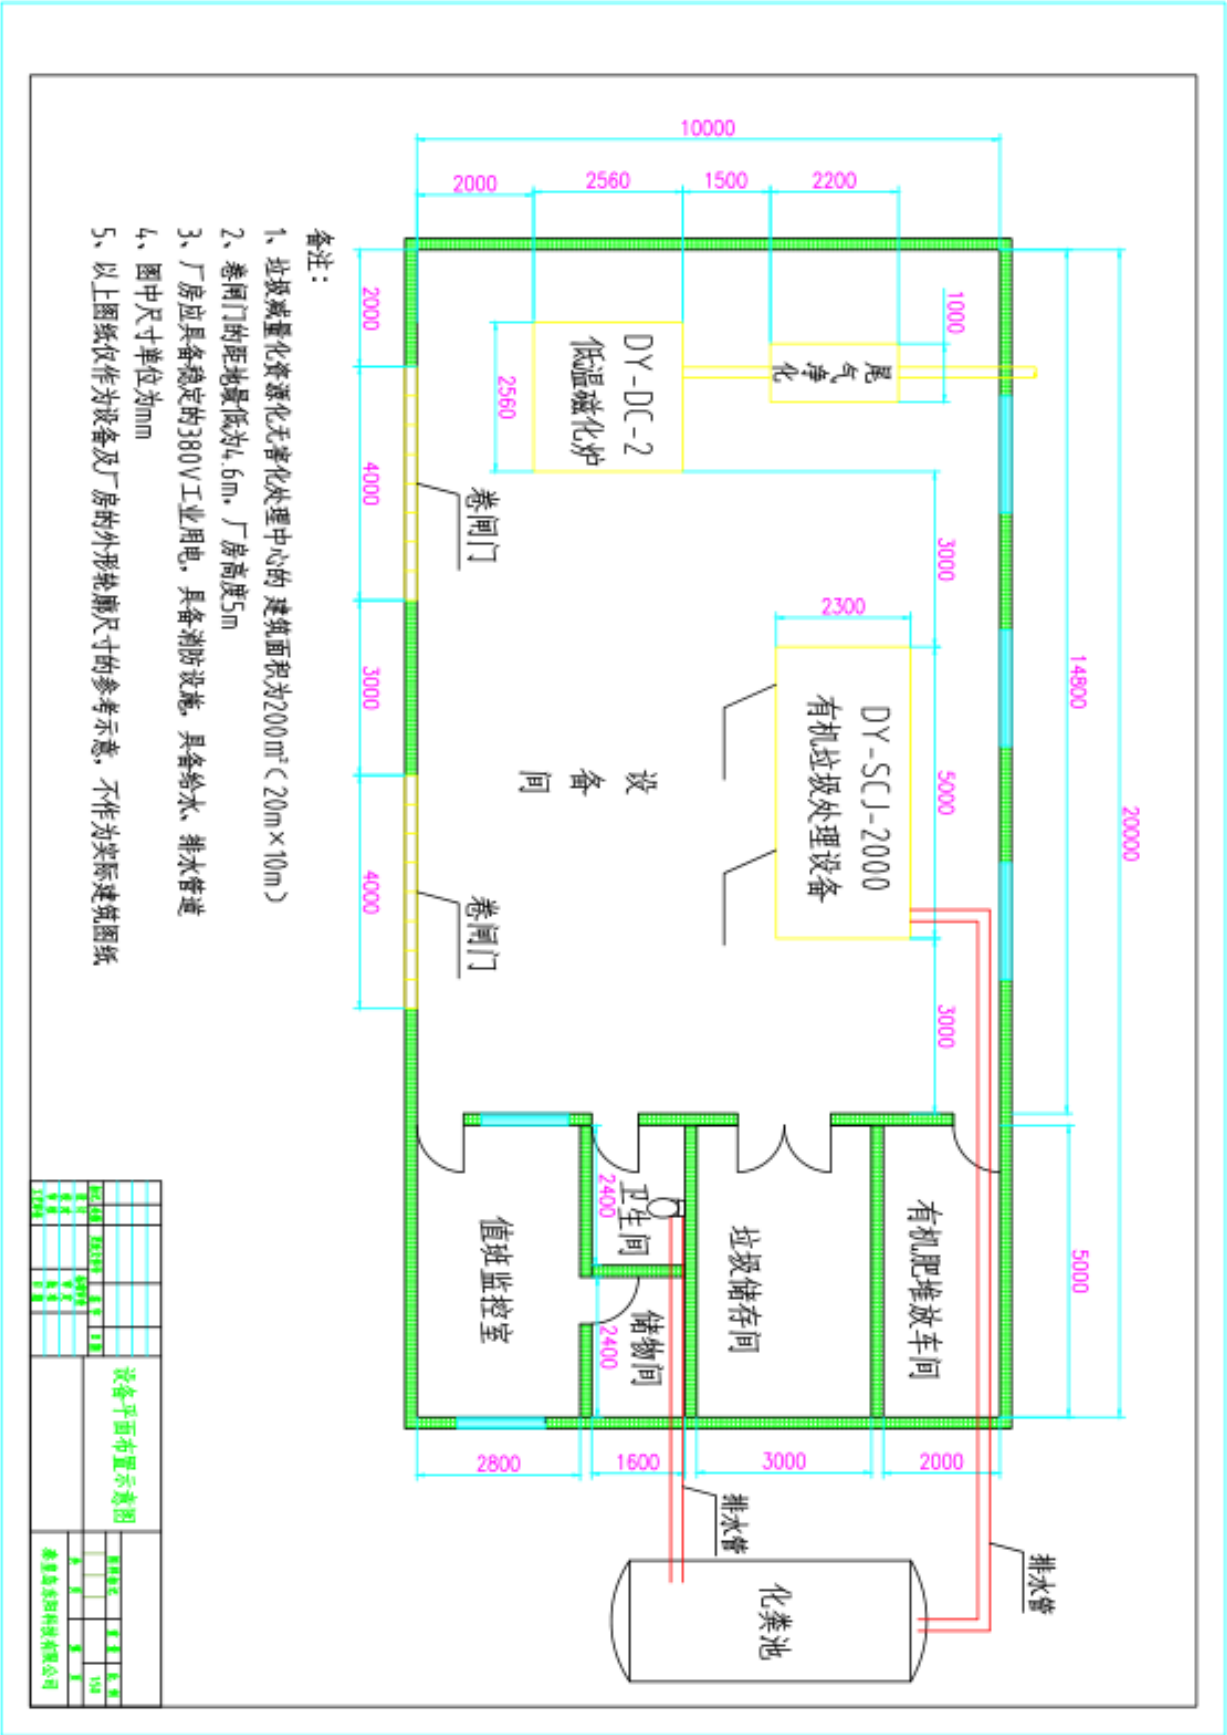 20000
14800
5000
10000
2200
1500
2560
2000
1000
3000
5000
3000
2300
2560
尾气净化
DY-DC-2
低温磁化炉
DY-SCJ-2000
有机垃圾处理设备
设备间
卷闸门
卷闸门
有机肥堆放车间
垃圾储存间
卫生间
储物间
值班监控室
2400
2400
2000
3000
1600
2800
排水管
排水管
化粪池
2000
4000
3000
4000
备注：
1、垃圾减量化资源化无害化处理中心的 建筑面积为200㎡（20m×10m）
2、卷闸门的距地最低为4.6m，厂房高度5m
3、厂房应具备稳定的380V工业用电，具备消防设施，具备给水、排水管道
4、图中尺寸单位为mm
5、以上图纸仅作为设备及厂房的外形轮廓尺寸的参考示意，不作为实际建筑图纸
设备平面布置示意图